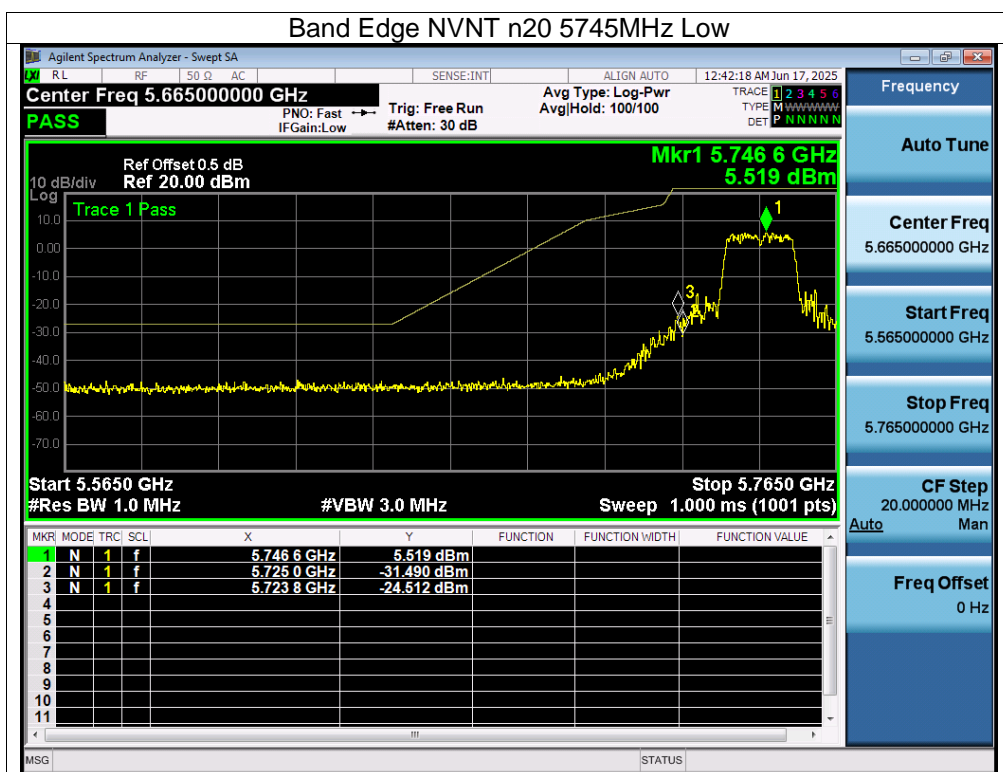 Band Edge NVNT n20 5745MHz Low
Agilent Spectrum Analyzer - Swept SA
LXI RL RF 50 Ω AC SENSE:INT ALIGN AUTO 12:42:18 AM Jun 17, 2025
Center Freq 5.665000000 GHz
PASS
PNO: Fast
IFGain:Low
Trig: Free Run
#Atten: 30 dB
Avg Type: Log-Pwr
Avg|Hold: 100/100
TRACE 1 2 3 4 5 6
TYPE M WWWWW
DET P N N N N N
Frequency
Auto Tune
Center Freq
5.665000000 GHz
Start Freq
5.565000000 GHz
Stop Freq
5.765000000 GHz
CF Step
20.000000 MHz
Auto Man
Freq Offset
0 Hz
Mkr1 5.746 6 GHz
5.519 dBm
Ref Offset 0.5 dB
10 dB/div Ref 20.00 dBm
Log
Trace 1 Pass
10.0
0.00
-10.0
-20.0
-30.0
-40.0
-50.0
-60.0
-70.0
1
3
Start 5.5650 GHz Stop 5.7650 GHz
#Res BW 1.0 MHz #VBW 3.0 MHz Sweep 1.000 ms (1001 pts)
MKR MODE TRC SCL X Y FUNCTION FUNCTION WIDTH FUNCTION VALUE
1 N 1 f 5.746 6 GHz 5.519 dBm
2 N 1 f 5.725 0 GHz -31.490 dBm
3 N 1 f 5.723 8 GHz -24.512 dBm
4
5
6
7
8
9
10
11
MSG STATUS